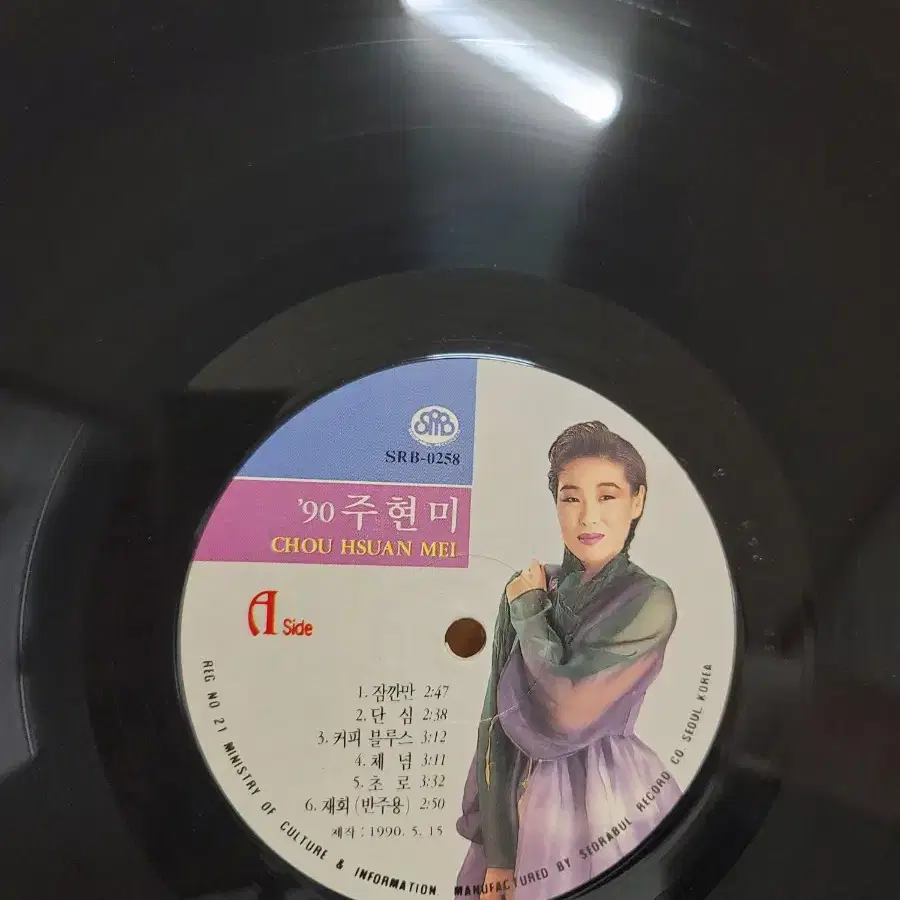 SRB
SRB-0258
'90 주현미
CHOU HSUAN MEI
A Side
1. 잠깐만 2:47
2. 단 심 2:38
3. 커피 블루스 3:12
4. 체 념 3:11
5. 초 로 3:32
6. 재회 (반주용) 2:50
제작 : 1990. 5. 15
REG NO 21 MINISTRY OF CULTURE & INFORMATION MANUFACTURED BY SEORABUL RECORD CO. SEOUL. KOREA